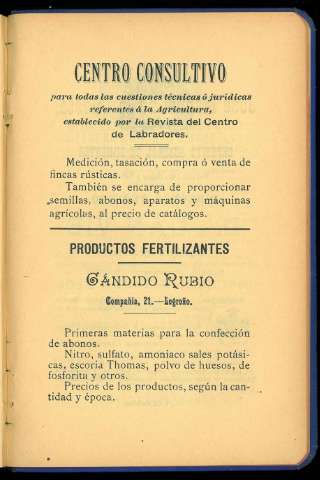 CENTRO CONSULTIVO
para todas las cuestiones técnicas ó jurídicas
referentes á la Agricultura,
establecido por la Revista del Centro
de Labradores.
Medición, tasación, compra ó venta de
fincas rústicas.
También se encarga de proporcionar
semillas, abonos, aparatos y máquinas
agrícolas, al precio de catálogos.
PRODUCTOS FERTILIZANTES
CÁNDIDO RUBIO
Compañía, 21.—Logroño.
Primeras materias para la confección
de abonos.
Nitro, sulfato, amoniaco sales potási-
cas, escoria Thomas, polvo de huesos, de
fosforita y otros.
Precios de los productos, según la can-
tidad y época.